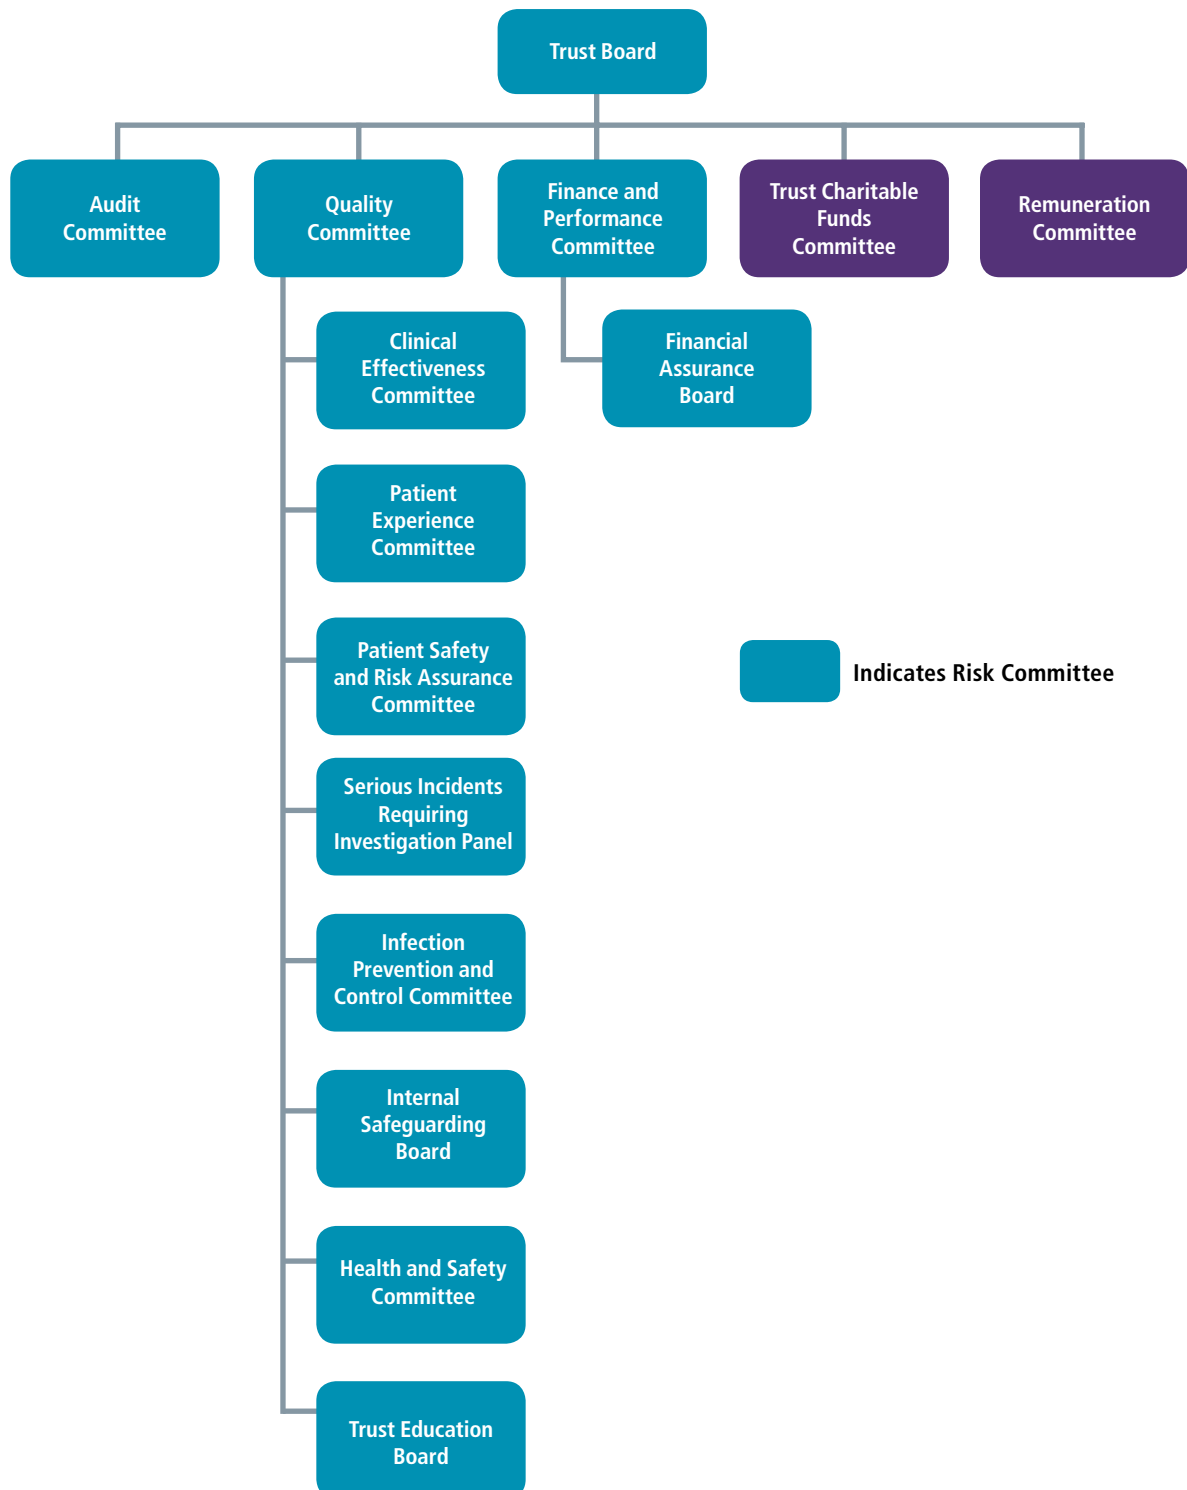 Trust Board
Audit
Committee
Quality
Committee
Finance and
Performance
Committee
Trust Charitable
Funds
Committee
Remuneration
Committee
Clinical
Effectiveness
Committee
Financial
Assurance
Board
Patient
Experience
Committee
Patient Safety
and Risk Assurance
Committee
Indicates Risk Committee
Serious Incidents
Requiring
Investigation Panel
Infection
Prevention and
Control Committee
Internal
Safeguarding
Board
Health and Safety
Committee
Trust Education
Board